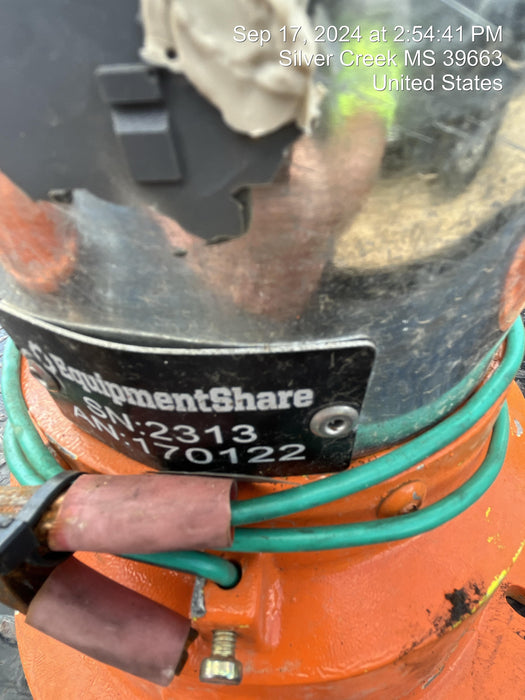 Sep 17, 2024 at 2:54:41 PM
Silver Creek MS 39663
United States
EquipmentShare
SN:2313
AN:170122